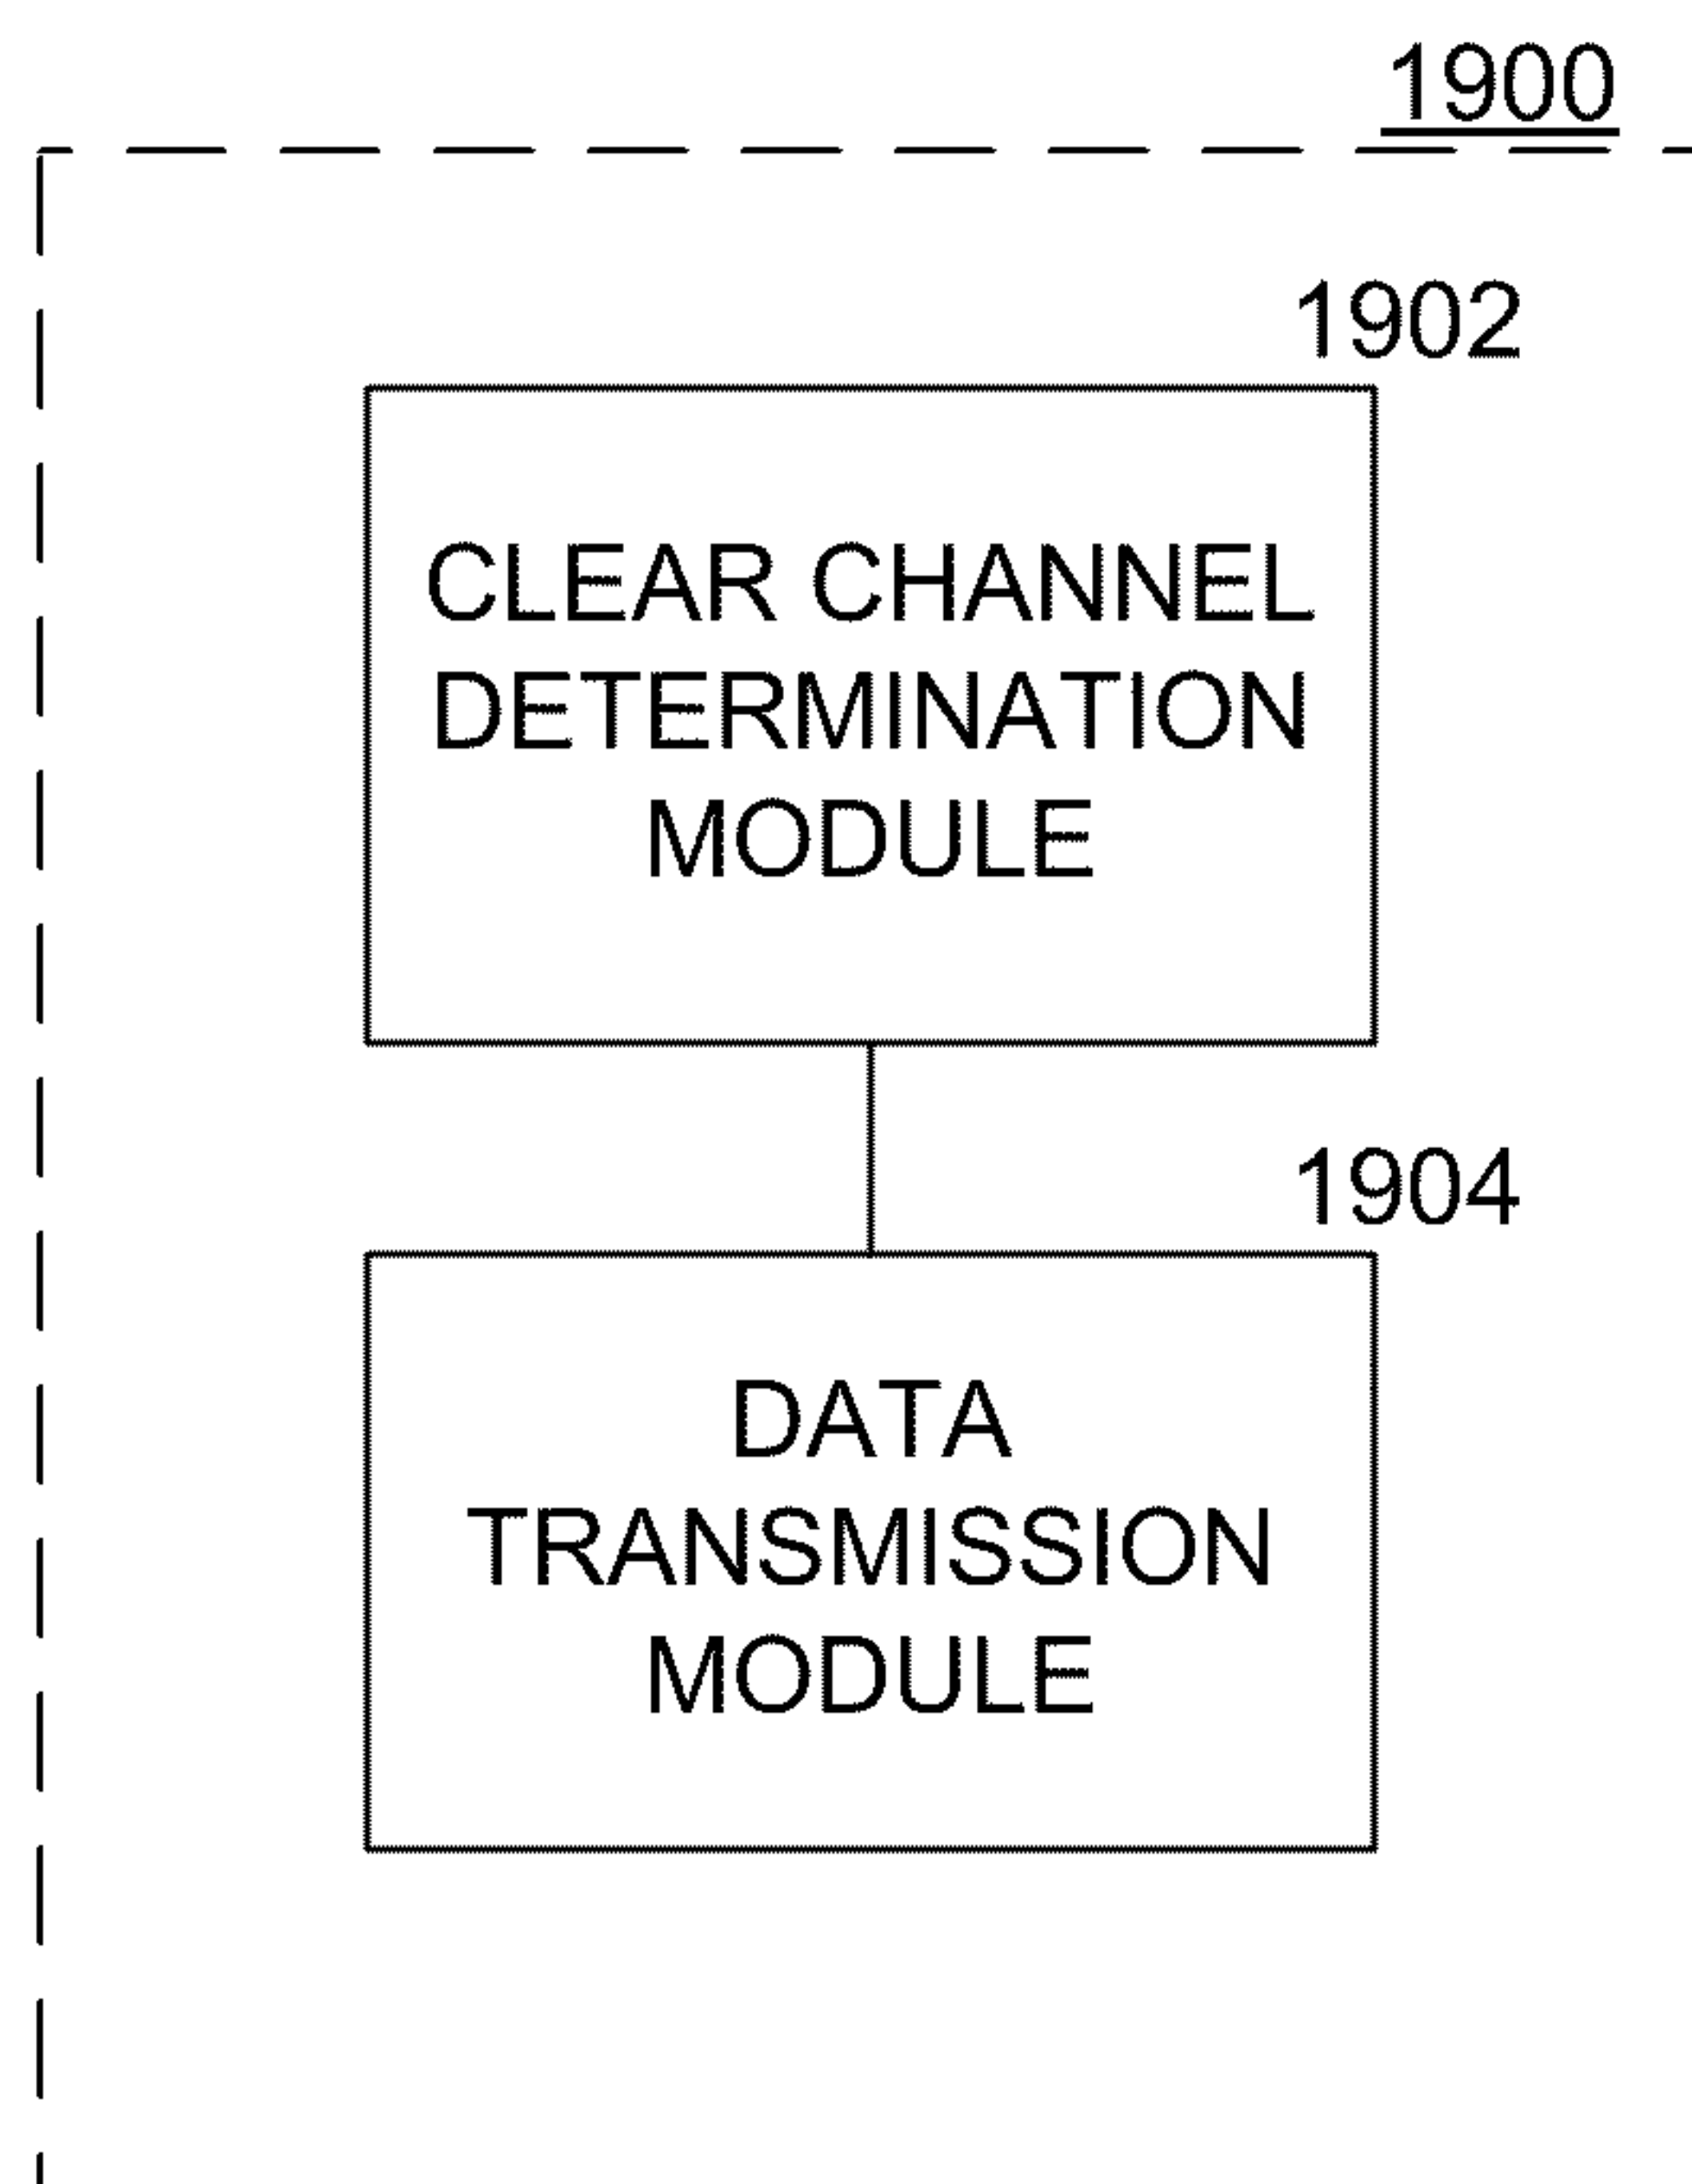 1900
1902
CLEAR CHANNEL
DETERMINATION
MODULE
1904
DATA
TRANSMISSION
MODULE